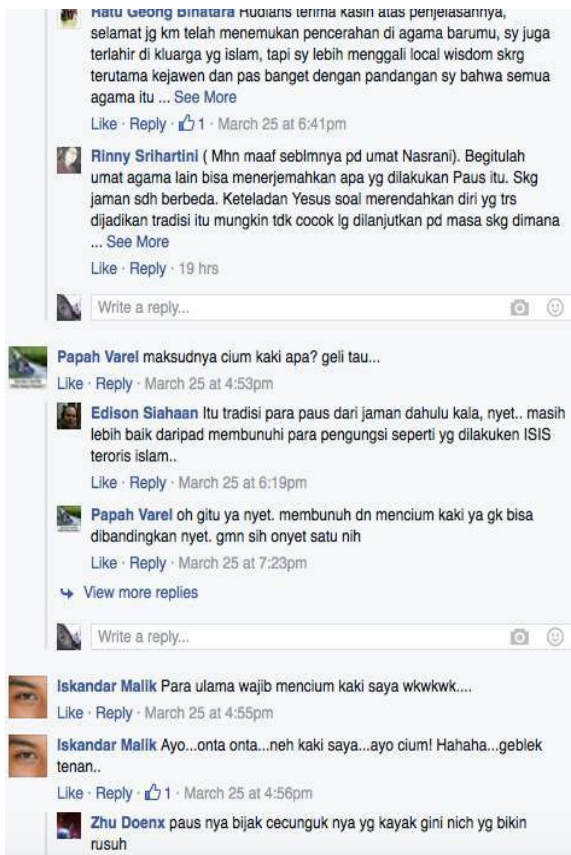 Ratu Geong Binatara Rudians terima kasih atas penjelasannya,
selamat jg km telah menemukan pencerahan di agama barumu, sy juga
terlahir di kluarga yg islam, tapi sy lebih menggali local wisdom skrg
terutama kejawen dan pas banget dengan pandangan sy bahwa semua
agama itu ... See More
Like · Reply · 1 · March 25 at 6:41pm
Rinny Srihartini ( Mhn maaf seblmnya pd umat Nasrani). Begitulah
umat agama lain bisa menerjemahkan apa yg dilakukan Paus itu. Skg
jaman sdh berbeda. Keteladan Yesus soal merendahkan diri yg trs
dijadikan tradisi itu mungkin tdk cocok lg dilanjutkan pd masa skg dimana
... See More
Like · Reply · 19 hrs
Write a reply...
Papah Varel maksudnya cium kaki apa? geli tau...
Like · Reply · March 25 at 4:53pm
Edison Siahaan Itu tradisi para paus dari jaman dahulu kala, nyet.. masih
lebih baik daripad membunuhi para pengungsi seperti yg dilakuken ISIS
teroris islam..
Like · Reply · March 25 at 6:19pm
Papah Varel oh gitu ya nyet. membunuh dn mencium kaki ya gk bisa
dibandingkan nyet. gmn sih onyet satu nih
Like · Reply · March 25 at 7:23pm
View more replies
Write a reply...
Iskandar Malik Para ulama wajib mencium kaki saya wkwkwk....
Like · Reply · March 25 at 4:55pm
Iskandar Malik Ayo...onta onta...neh kaki saya...ayo cium! Hahaha...geblek
tenan..
Like · Reply · 1 · March 25 at 4:56pm
Zhu Doenx paus nya bijak cecunguk nya yg kayak gini nich yg bikin
rusuh